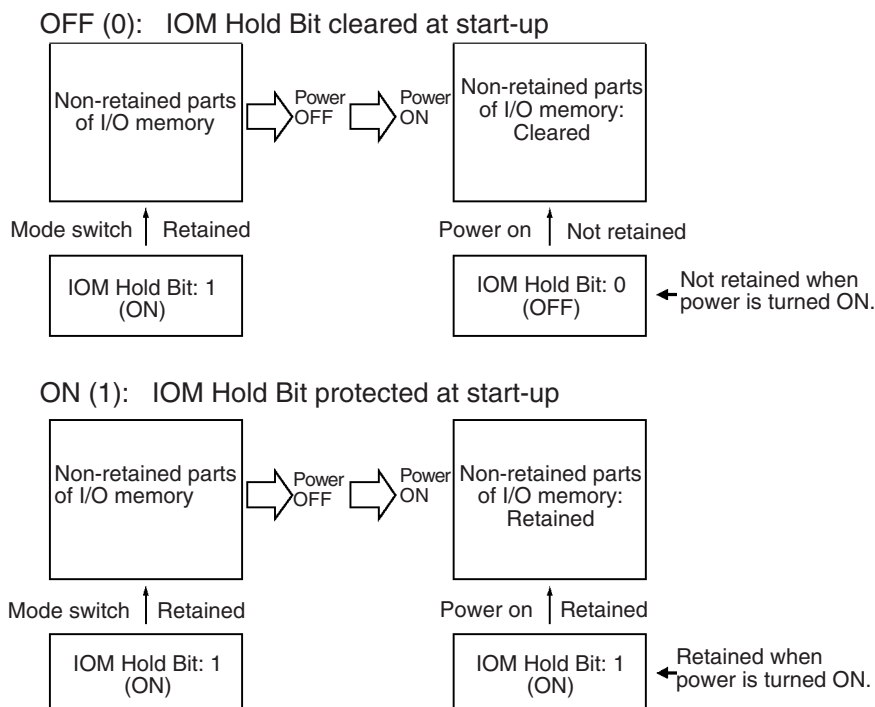 OFF (0): IOM Hold Bit cleared at start-up
Non-retained parts
of I/O memory
Power
OFF
Power
ON
Non-retained parts
of I/O memory:
Cleared
Mode switch
Retained
Power on
Not retained
IOM Hold Bit: 1
(ON)
IOM Hold Bit: 0
(OFF)
Not retained when
power is turned ON.
ON (1): IOM Hold Bit protected at start-up
Non-retained parts
of I/O memory
Power
OFF
Power
ON
Non-retained parts
of I/O memory:
Retained
Mode switch
Retained
Power on
Retained
IOM Hold Bit: 1
(ON)
IOM Hold Bit: 1
(ON)
Retained when
power is turned ON.